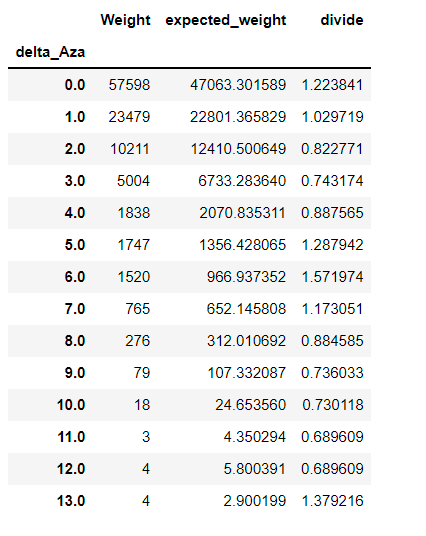 Weight expected_weight divide
delta_Aza
0.0 57598 47063.301589 1.223841
1.0 23479 22801.365829 1.029719
2.0 10211 12410.500649 0.822771
3.0 5004 6733.283640 0.743174
4.0 1838 2070.835311 0.887565
5.0 1747 1356.428065 1.287942
6.0 1520 966.937352 1.571974
7.0 765 652.145808 1.173051
8.0 276 312.010692 0.884585
9.0 79 107.332087 0.736033
10.0 18 24.653560 0.730118
11.0 3 4.350294 0.689609
12.0 4 5.800391 0.689609
13.0 4 2.900199 1.379216